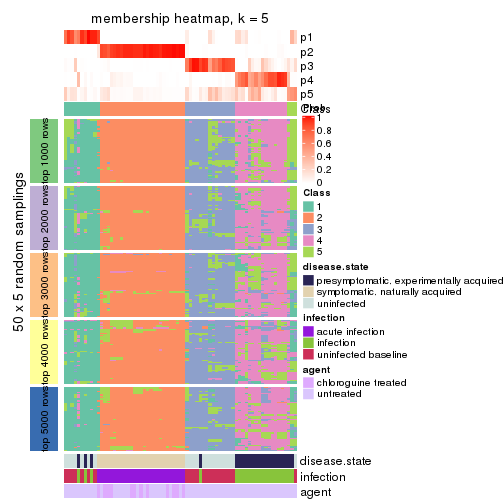 membership heatmap, k = 5
p1
p2
p3
p4
p5
Class
Prob
1
0.8
0.6
0.4
0.2
0
Class
1
2
3
4
5
disease.state
presymptomatic, experimentally acquired
symptomatic, naturally acquired
uninfected
infection
acute infection
infection
uninfected baseline
agent
chloroguine treated
untreated
50 x 5 random samplings
top 1000 rows
top 2000 rows
top 3000 rows
top 4000 rows
top 5000 rows
disease.state
infection
agent